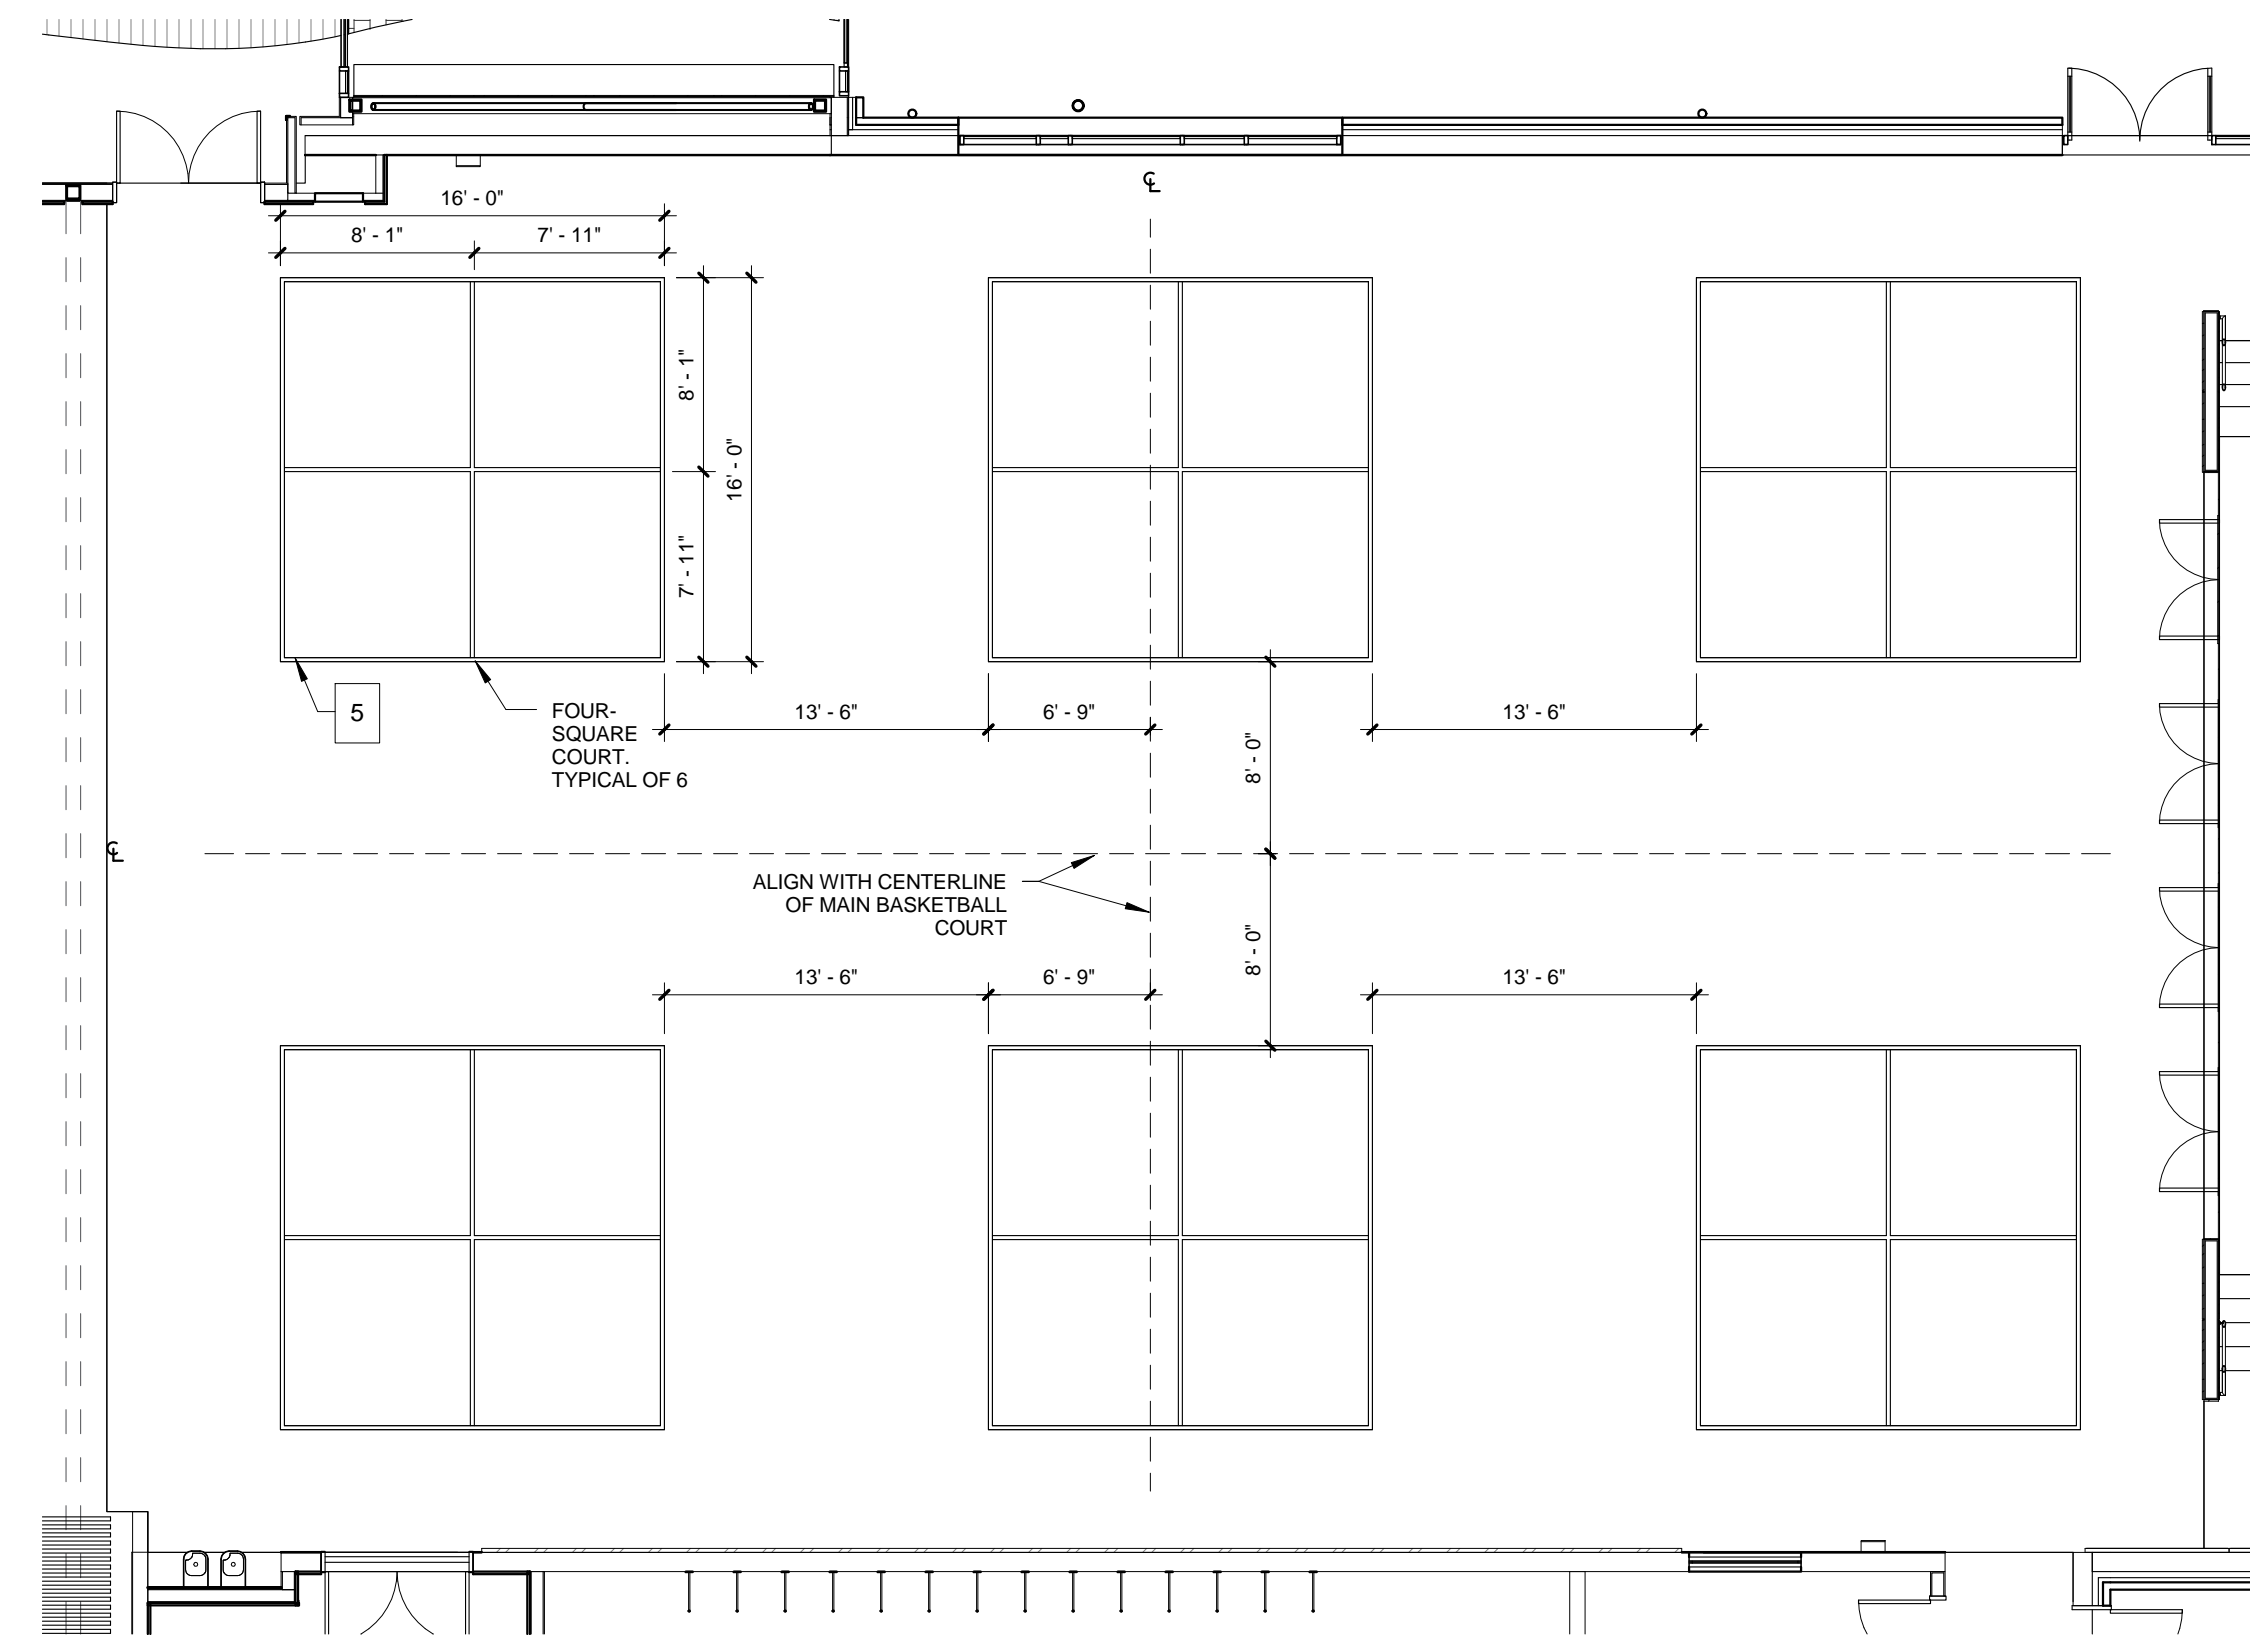 ℄
16' - 0"
8' - 1"
7' - 11"
8' - 1"
16' - 0"
7' - 11"
5
FOUR-
SQUARE
COURT.
TYPICAL OF 6
13' - 6"
6' - 9"
13' - 6"
8' - 0"
℄
ALIGN WITH CENTERLINE
OF MAIN BASKETBALL
COURT
8' - 0"
13' - 6"
6' - 9"
13' - 6"